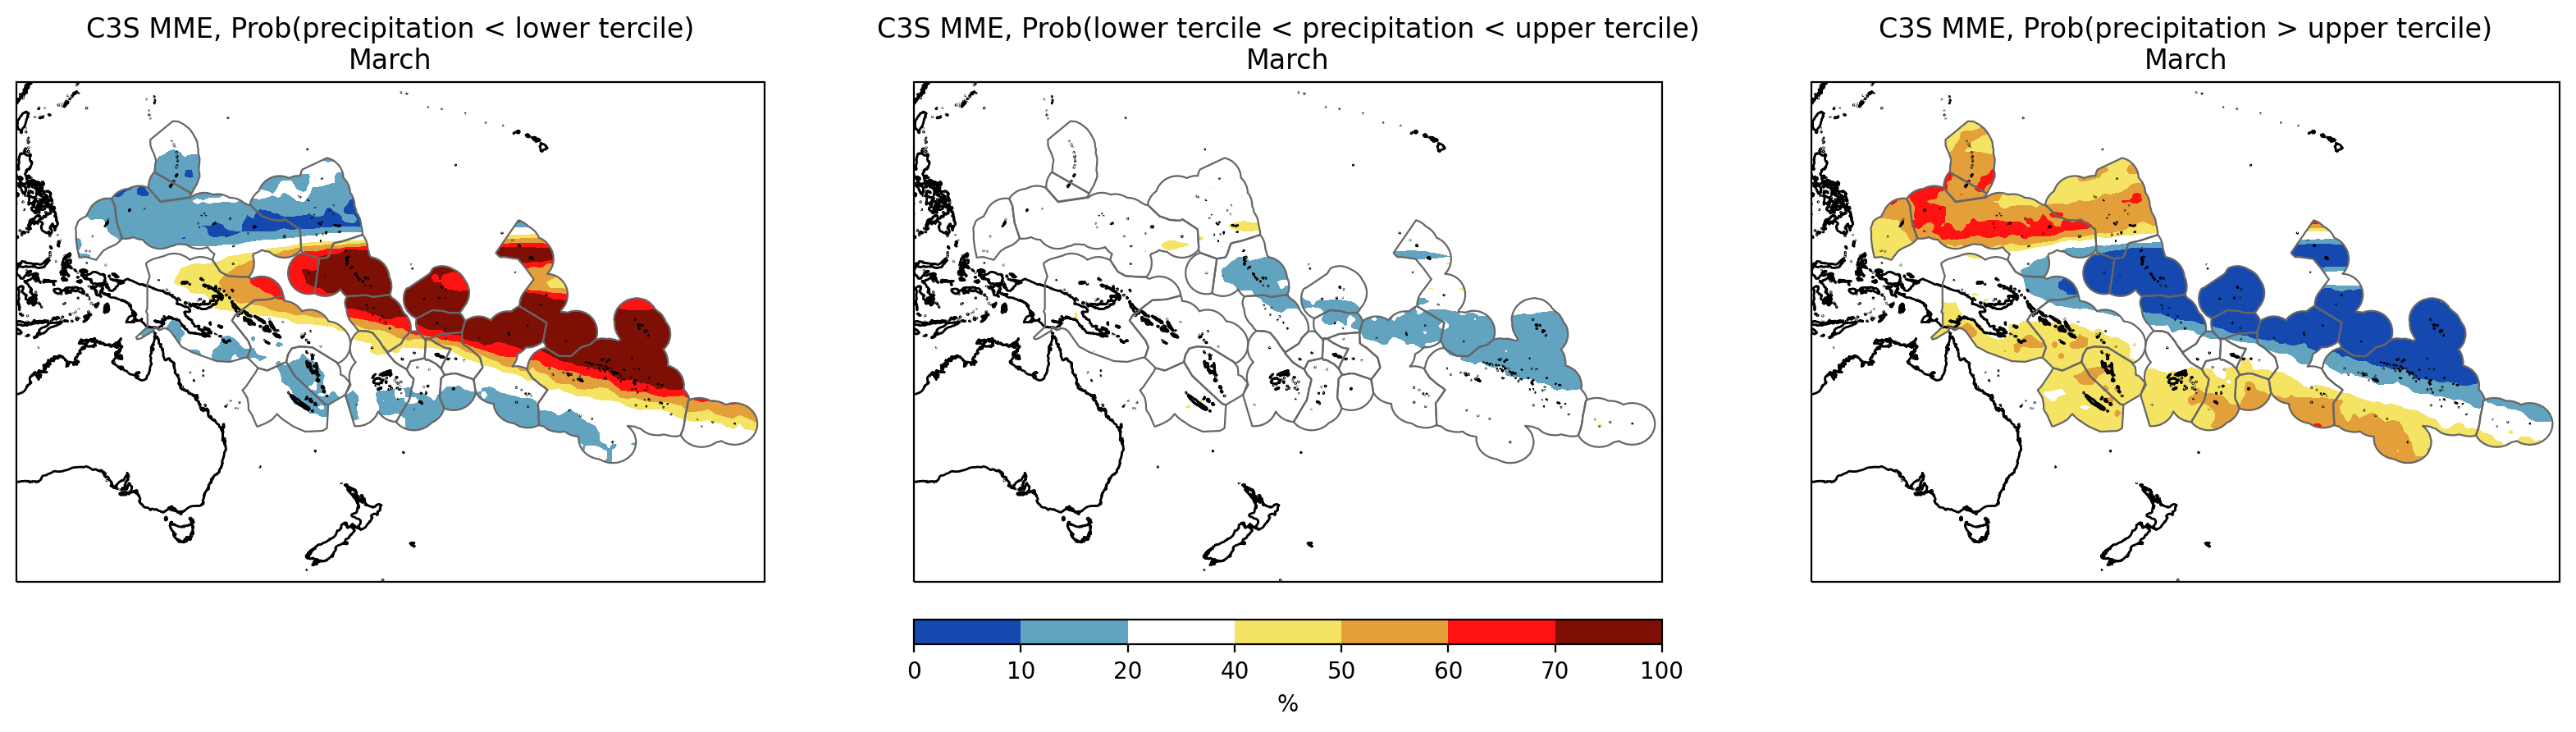 C3S MME, Prob(precipitation < lower tercile)
March
C3S MME, Prob(lower tercile < precipitation < upper tercile)
March
C3S MME, Prob(precipitation > upper tercile)
March
0 10 20 40 50 60 70 100
%